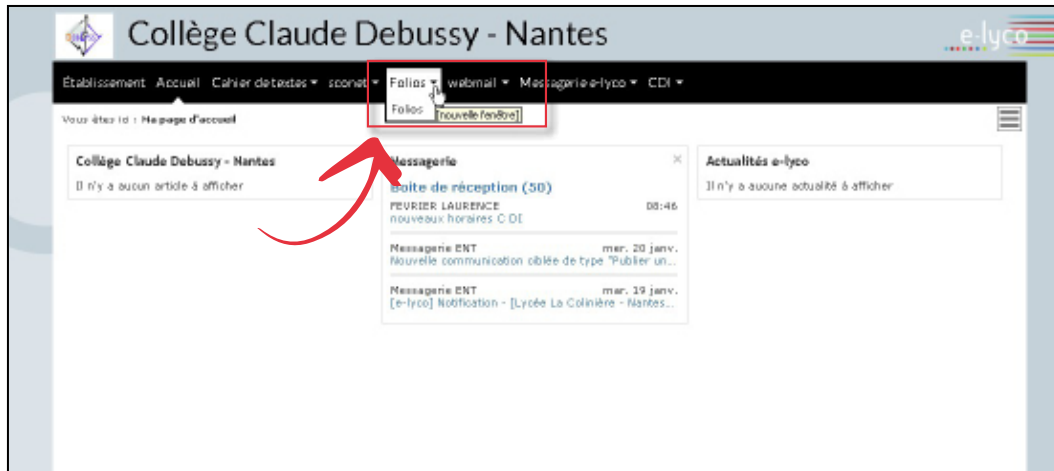 Collège Claude Debussy - Nantes
e-lyco
Établissement Accueil Cahier de textes sconet Folios webmail Messagerie e-lyco CDI
Folios
[nouvelle fenêtre]
Vous êtes ici : Ma page d'accueil
Collège Claude Debussy - Nantes
Il n'y a aucun article à afficher
Messagerie
Boîte de réception (50)
FEVRIER LAURENCE 08:46
nouveaux horaires C DI
Messagerie ENT mer. 20 janv.
Nouvelle communication ciblée de type "Publier un...
Messagerie ENT mar. 19 janv.
[e-lyco] Notification - [Lycée La Colinière - Nantes...
Actualités e-lyco
Il n'y a aucune actualité à afficher